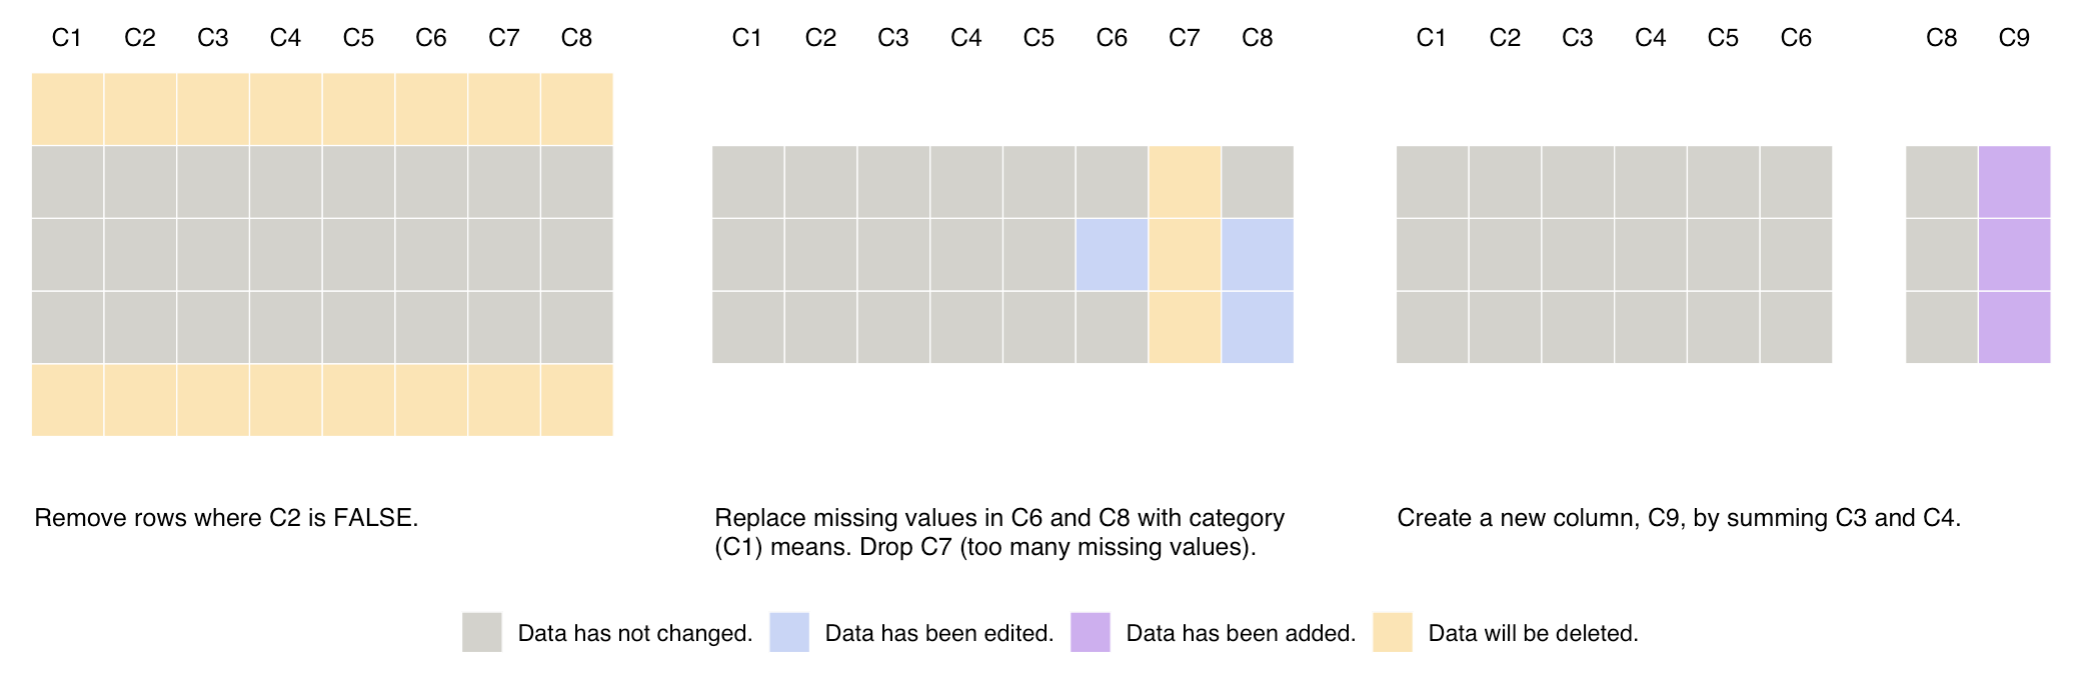 C1 C2 C3 C4 C5 C6 C7 C8
C1 C2 C3 C4 C5 C6 C7 C8
C1 C2 C3 C4 C5 C6 C8 C9
Remove rows where C2 is FALSE.
Replace missing values in C6 and C8 with category
(C1) means. Drop C7 (too many missing values).
Create a new column, C9, by summing C3 and C4.
Data has not changed.
Data has been edited.
Data has been added.
Data will be deleted.